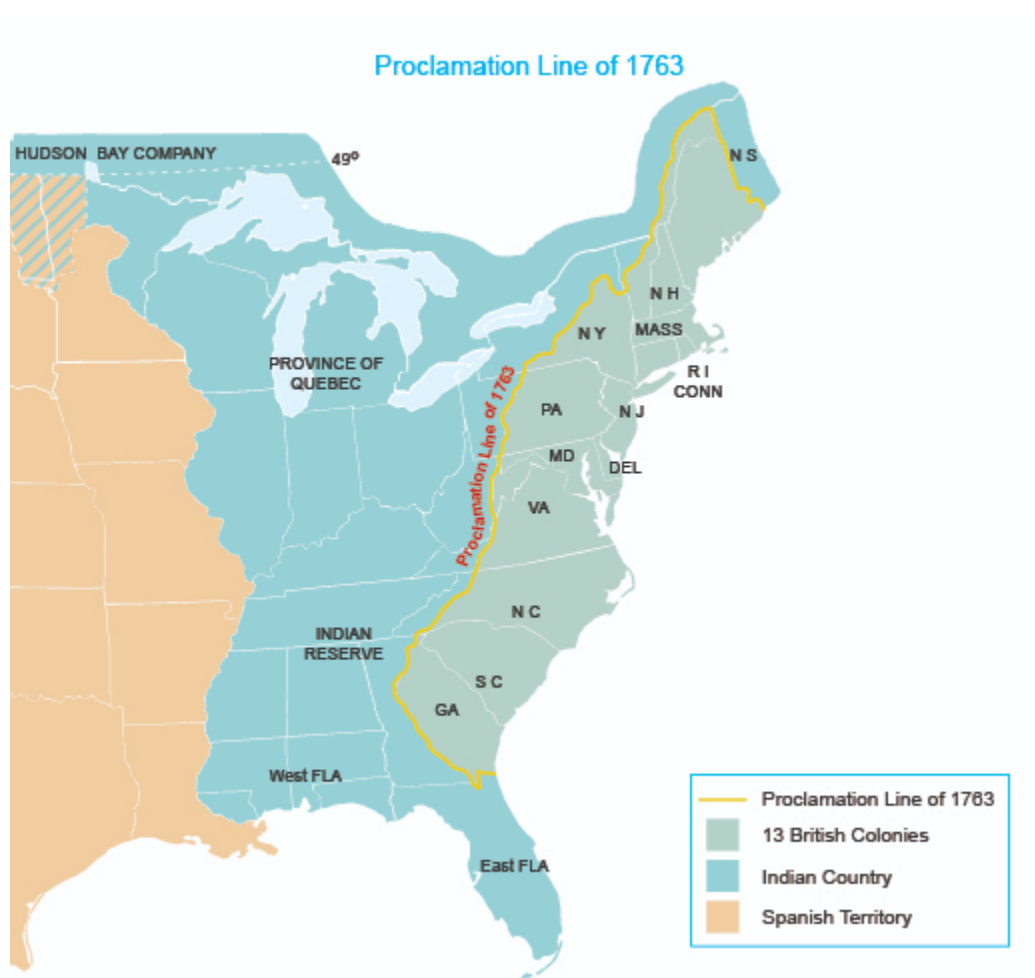 Proclamation Line of 1763
HUDSON BAY COMPANY
49º
N S
N H
N Y
MASS
PROVINCE OF
QUEBEC
R I
CONN
Proclamation Line of 1763
PA
N J
MD
DEL
VA
N C
INDIAN
RESERVE
S C
GA
West FLA
East FLA
Proclamation Line of 1763
13 British Colonies
Indian Country
Spanish Territory